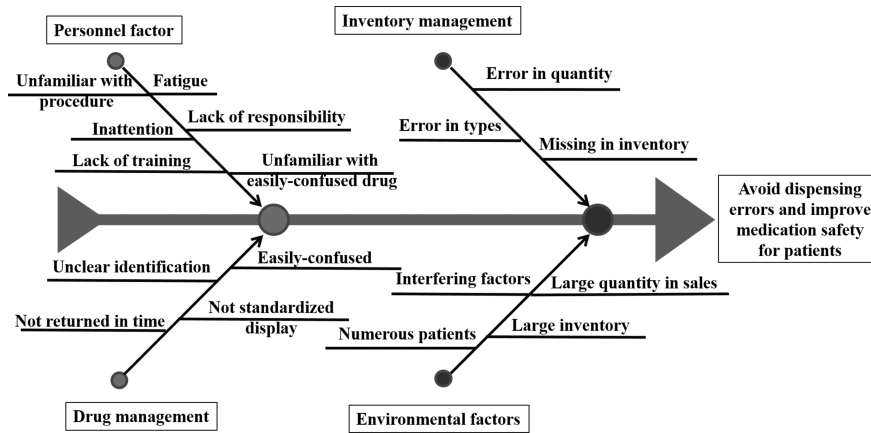 Personnel factor
Inventory management
Unfamiliar with
procedure
Fatigue
Inattention
Lack of responsibility
Lack of training
Unfamiliar with
easily-confused drug
Error in quantity
Error in types
Missing in inventory
Avoid dispensing
errors and improve
medication safety
for patients
Unclear identification
Easily-confused
Not returned in time
Not standardized
display
Interfering factors
Large quantity in sales
Numerous patients
Large inventory
Drug management
Environmental factors